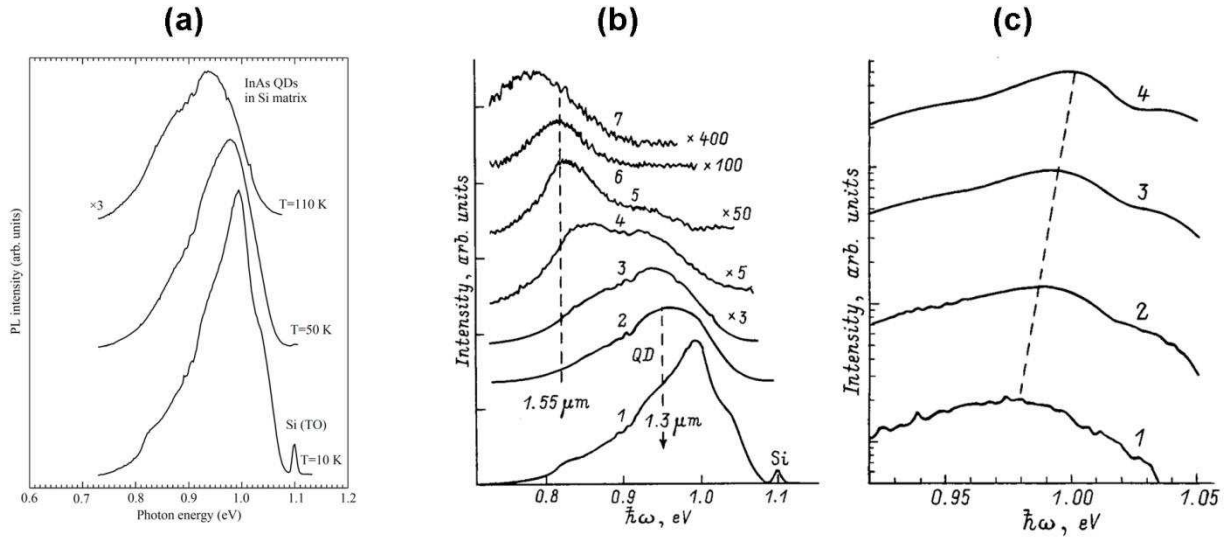 (a)
InAs QDs
in Si matrix
×3
T=110 K
T=50 K
Si (TO)
T=10 K
PL intensity (arb. units)
0.6 0.7 0.8 0.9 1.0 1.1 1.2
Photon energy (eV)
(b)
7
× 400
× 100
6
5
× 50
4
× 5
3
× 3
2
QD
1.55 μm
1
1.3 μm
Si
Intensity, arb. units
0.8 0.9 1.0 1.1
ℏω, eV
(c)
4
3
2
1
Intensity, arb. units
0.95 1.00 1.05
ℏω, eV